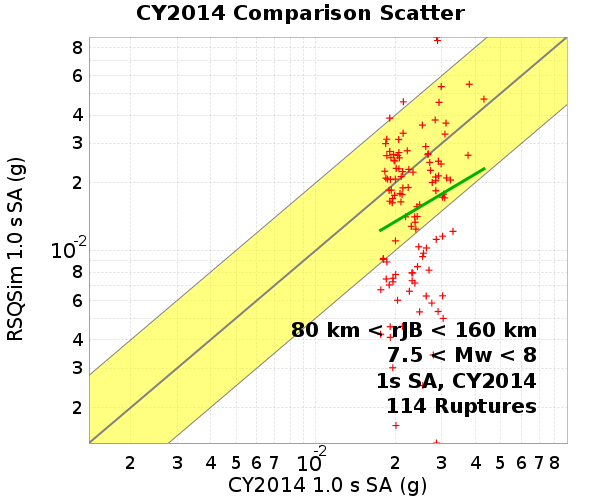 CY2014 Comparison Scatter
RSQSim 1.0 s SA (g)
8
6
4
3
2
10-2
8
6
4
3
2
80 km < rJB < 160 km
7.5 < Mw < 8
1s SA, CY2014
114 Ruptures
2 3 4 5 6 7 10-2 2 3 4 5 6 7 8
CY2014 1.0 s SA (g)